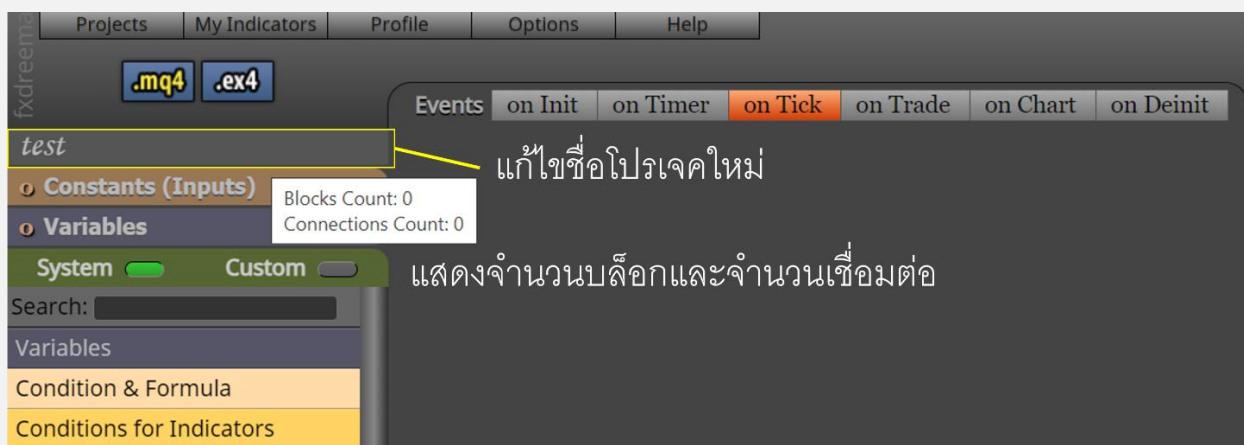 Projects My Indicators Profile Options Help
fxdreema
.mq4 .ex4
Events on Init on Timer on Tick on Trade on Chart on Deinit
test
แก้ไขชื่อโปรเจคใหม่
o Constants (Inputs)
Blocks Count: 0
Connections Count: 0
o Variables
System Custom
แสดงจำนวนบล็อกและจำนวนเชื่อมต่อ
Search:
Variables
Condition & Formula
Conditions for Indicators